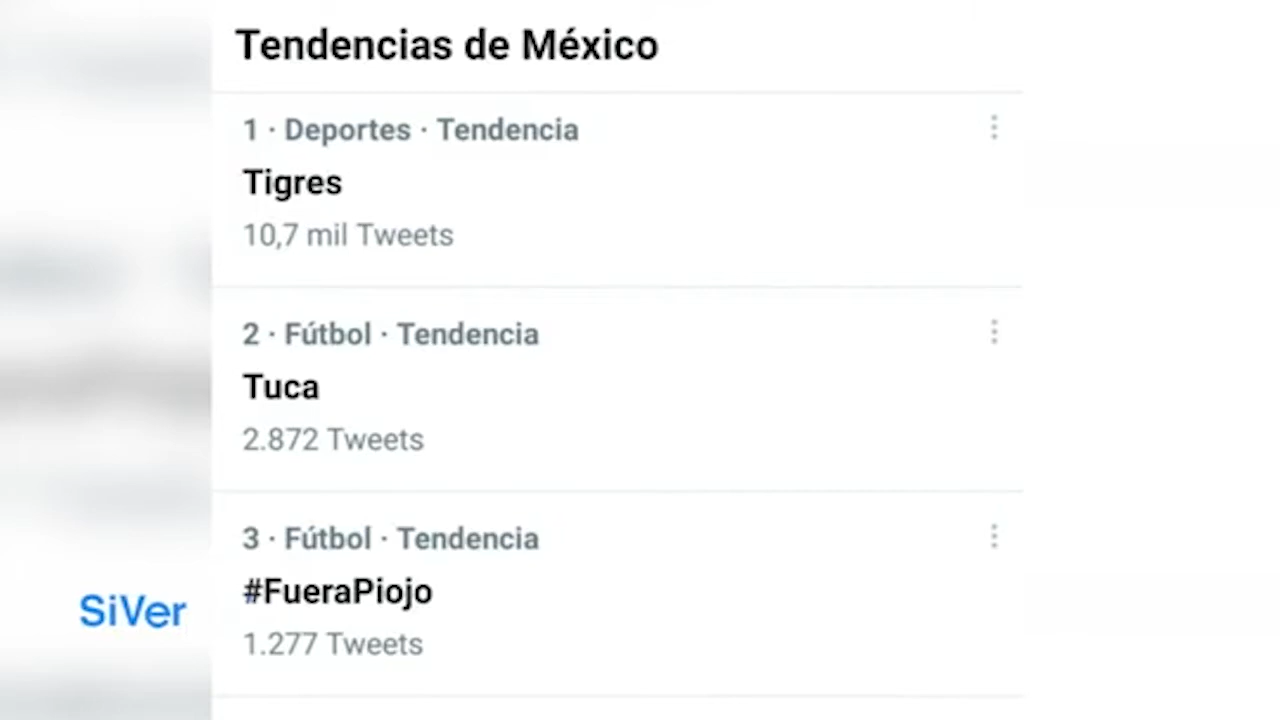 Tendencias de México
1 · Deportes · Tendencia
Tigres
10,7 mil Tweets
2 · Fútbol · Tendencia
Tuca
2.872 Tweets
3 · Fútbol · Tendencia
#FueraPiojo
1.277 Tweets
SiVer